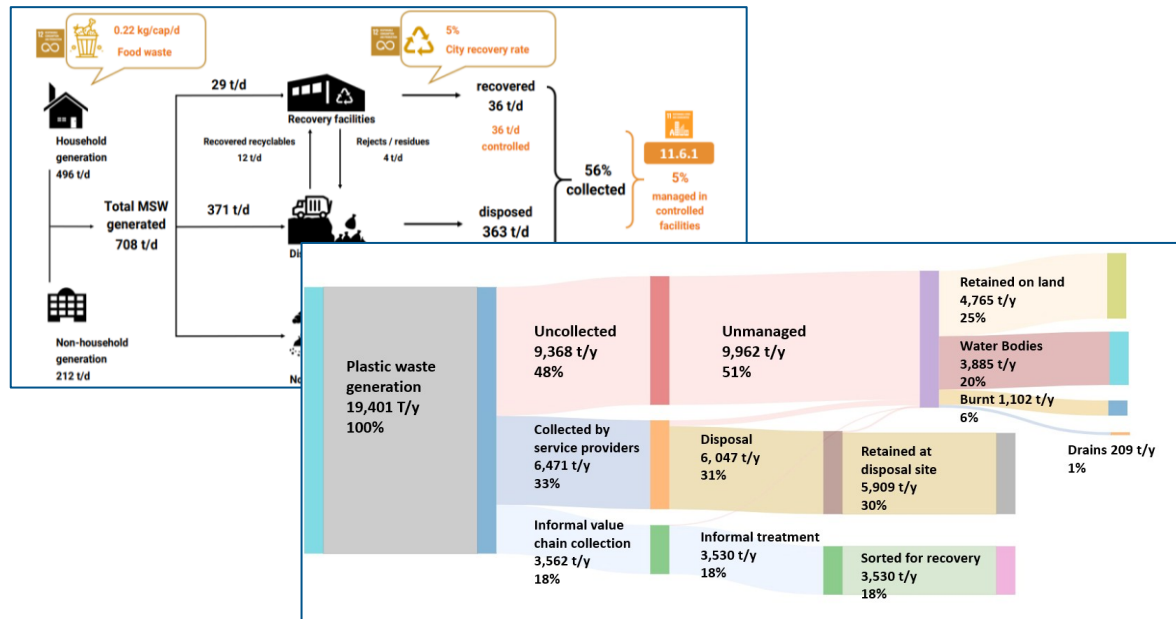 0.22 kg/cap/d
Food waste
5%
City recovery rate
29 t/d
Recovery facilities
recovered
36 t/d
36 t/d
controlled
Household
generation
496 t/d
Recovered recyclables
12 t/d
Rejects / residues
4 t/d
56%
collected
11.6.1
5%
managed in
controlled
facilities
Total MSW
generated
708 t/d
371 t/d
disposed
363 t/d
Non-household
generation
212 t/d
Plastic waste
generation
19,401 T/y
100%
Uncollected
9,368 t/y
48%
Unmanaged
9,962 t/y
51%
Retained on land
4,765 t/y
25%
Water Bodies
3,885 t/y
20%
Burnt 1,102 t/y
6%
Drains 209 t/y
1%
Collected by
service providers
6,471 t/y
33%
Disposal
6, 047 t/y
31%
Retained at
disposal site
5,909 t/y
30%
Informal value
chain collection
3,562 t/y
18%
Informal treatment
3,530 t/y
18%
Sorted for recovery
3,530 t/y
18%